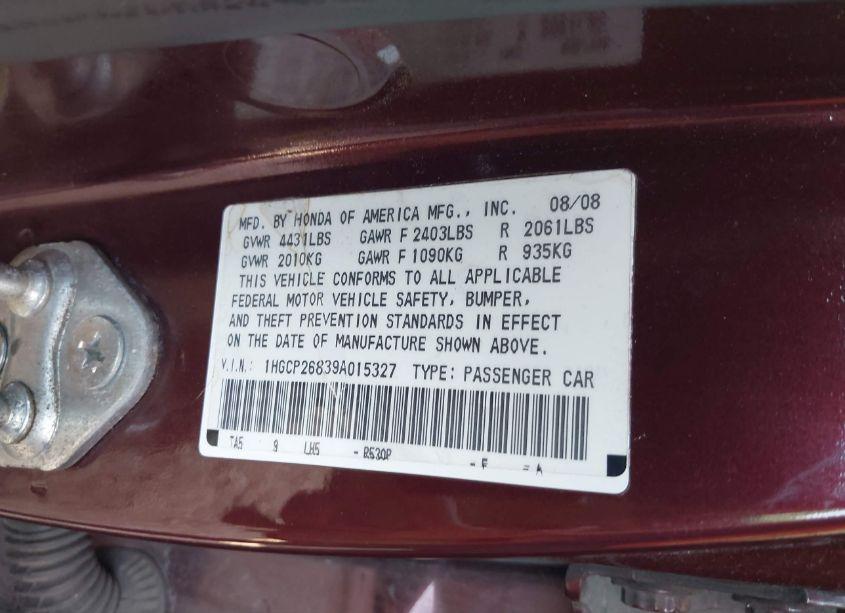 MFD. BY HONDA OF AMERICA MFG., INC. 08/08
GVWR 4431LBS GAWR F 2403LBS R 2061LBS
GVWR 2010KG GAWR F 1090KG R 935KG
THIS VEHICLE CONFORMS TO ALL APPLICABLE
FEDERAL MOTOR VEHICLE SAFETY, BUMPER,
AND THEFT PREVENTION STANDARDS IN EFFECT
ON THE DATE OF MANUFACTURE SHOWN ABOVE.
V.I.N.: 1HGCP26839A015327 TYPE: PASSENGER CAR
TA5 9 LH5 - R530P - F = A